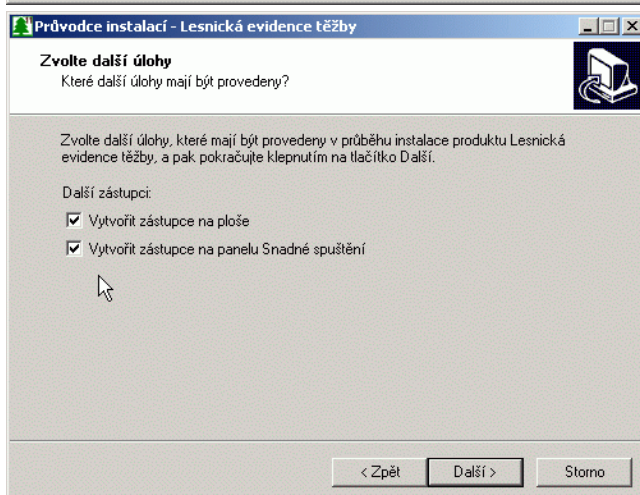 Průvodce instalací - Lesnická evidence těžby
Zvolte další úlohy
Které další úlohy mají být provedeny?
Zvolte další úlohy, které mají být provedeny v průběhu instalace produktu Lesnická
evidence těžby, a pak pokračujte klepnutím na tlačítko Další.
Další zástupci:
Vytvořit zástupce na ploše
Vytvořit zástupce na panelu Snadné spuštění
< Zpět
Další >
Storno